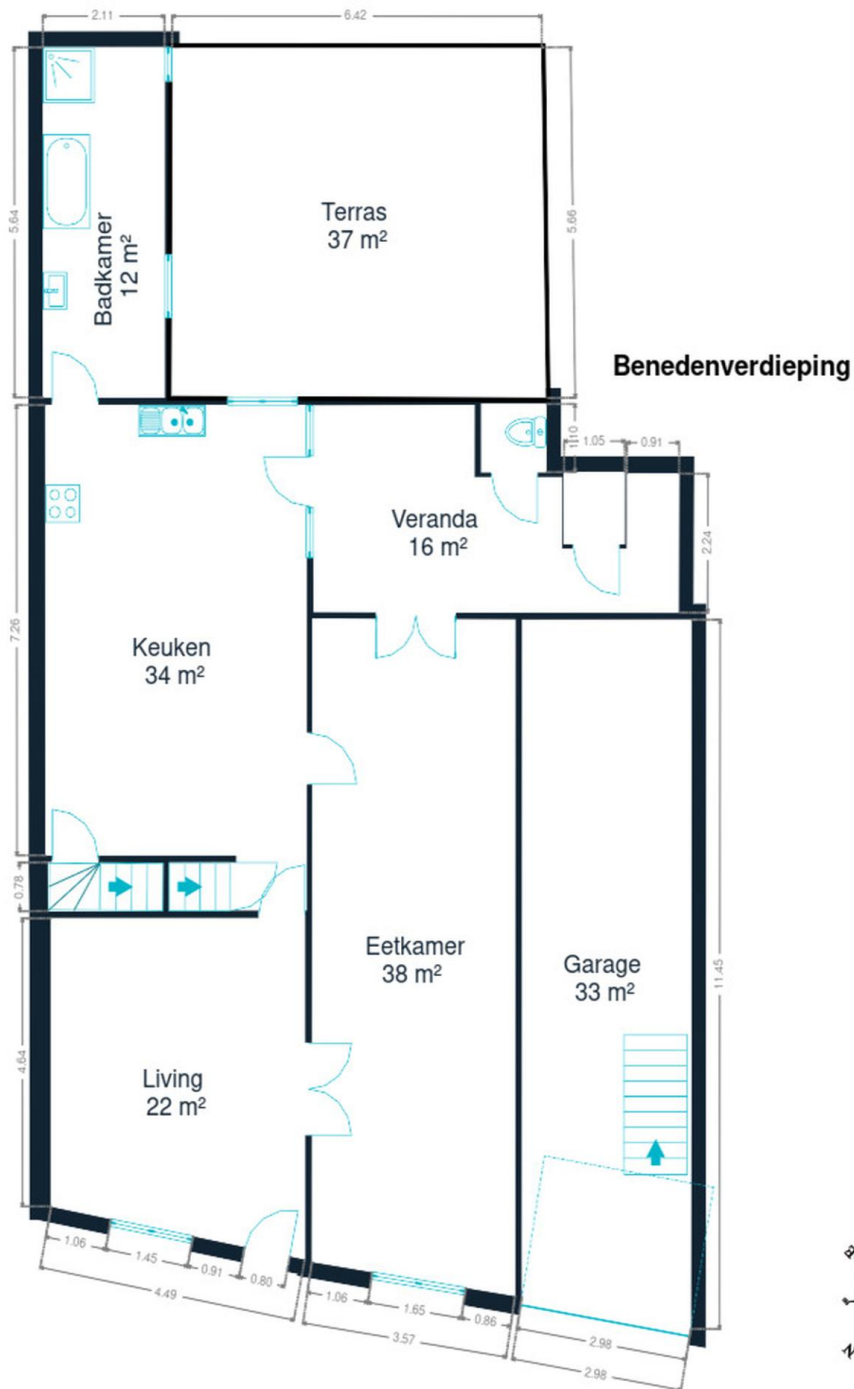 2.11
6.42
5.64
5.66
Terras
37 m²
Badkamer
12 m²
Benedenverdieping
1.10
1.05
0.91
2.24
Veranda
16 m²
7.26
Keuken
34 m²
0.78
11.45
Eetkamer
38 m²
Garage
33 m²
4.64
Living
22 m²
1.06
1.45
0.91
0.80
4.49
1.06
1.65
0.86
3.57
2.98
2.98